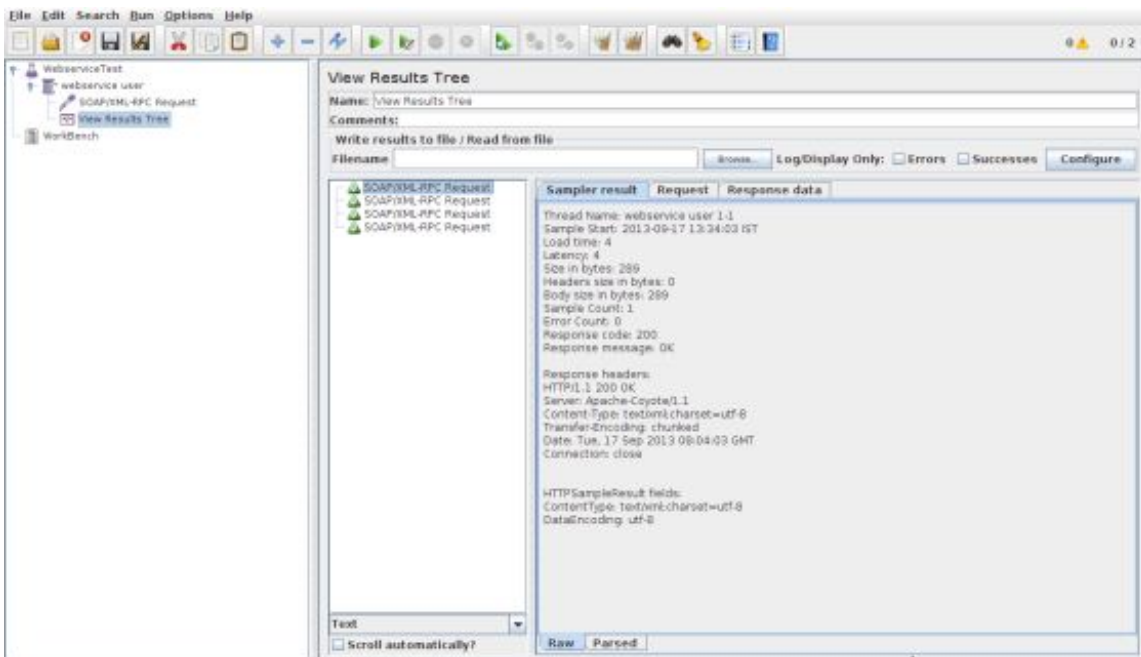 File Edit Search Run Options Help
0 0 / 2
WebserviceTest
webservice user
SOAP/XML-RPC Request
View Results Tree
WorkBench
View Results Tree
Name: View Results Tree
Comments:
Write results to file / Read from file
Filename Browse... Log/Display Only: Errors Successes Configure
SOAP/XML-RPC Request
SOAP/XML-RPC Request
SOAP/XML-RPC Request
SOAP/XML-RPC Request
Text
Scroll automatically?
Sampler result Request Response data
Thread Name: webservice user 1-1
Sample Start: 2013-09-17 13:34:03 IST
Load time: 4
Latency: 4
Size in bytes: 289
Headers size in bytes: 0
Body size in bytes: 289
Sample Count: 1
Error Count: 0
Response code: 200
Response message: OK
Response headers:
HTTP/1.1 200 OK
Server: Apache-Coyote/1.1
Content-Type: text/xml;charset=utf-8
Transfer-Encoding: chunked
Date: Tue, 17 Sep 2013 08:04:03 GMT
Connection: close
HTTPSampleResult fields:
ContentType: text/xml;charset=utf-8
DataEncoding: utf-8
Raw Parsed